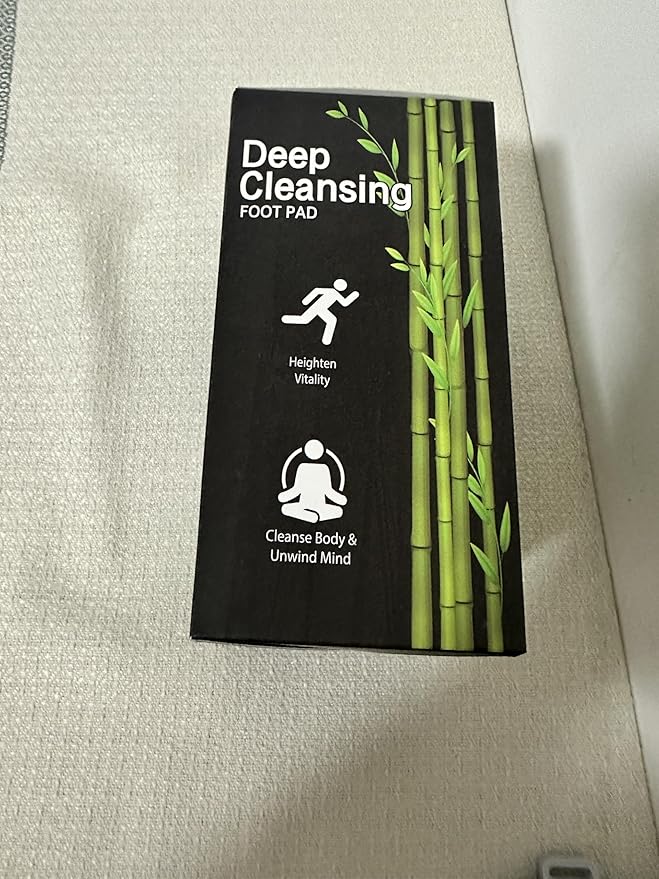 Deep
Cleansing
FOOT PAD
Heighten
Vitality
Cleanse Body &
Unwind Mind